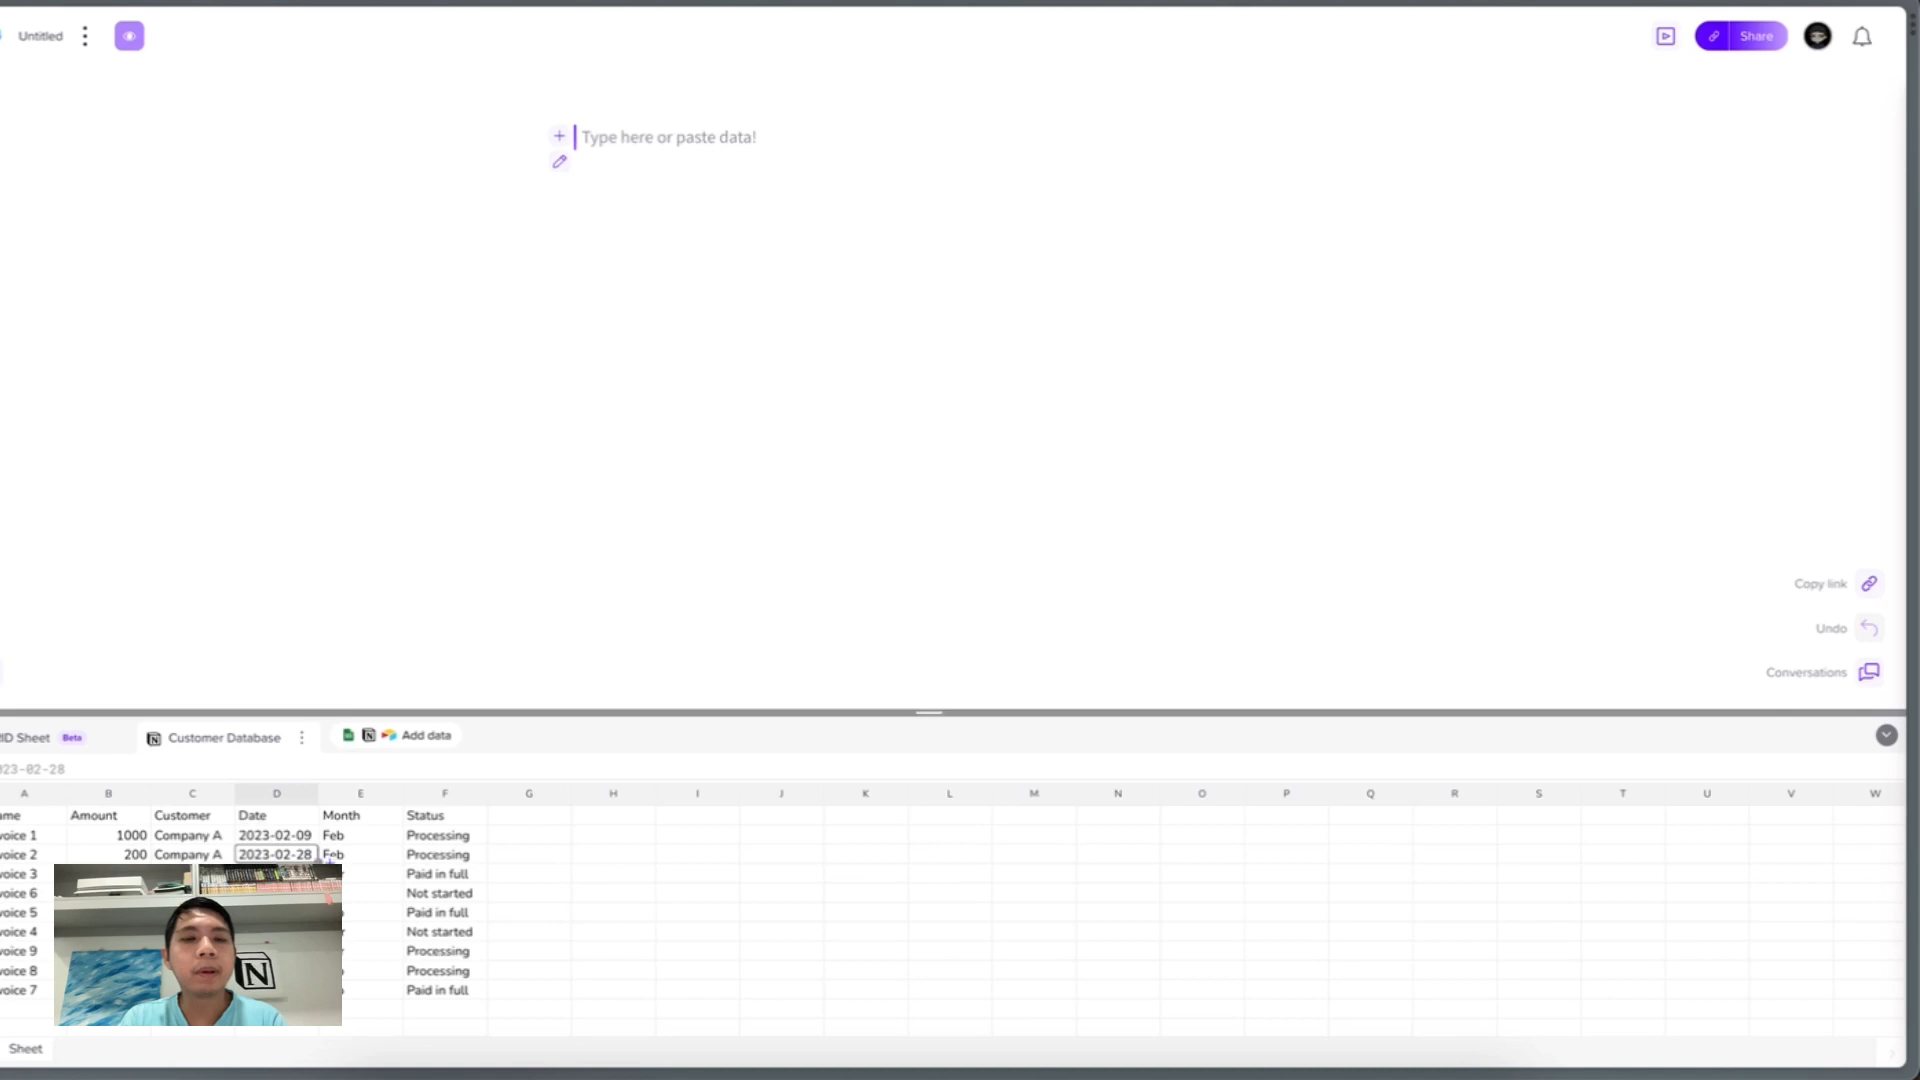 Untitled
Share
Type here or paste data!
Copy link
Undo
Conversations
ID Sheet Beta Customer Database Add data
023-02-28
A B C D E F G H I J K L M N O P Q R S T U V W
ame Amount Customer Date Month Status
voice 1 1000 Company A 2023-02-09 Feb Processing
voice 2 200 Company A 2023-02-28 Feb Processing
voice 3 Paid in full
voice 6 Not started
voice 5 Paid in full
voice 4 Not started
voice 9 Processing
voice 8 Processing
voice 7 Paid in full
N
Sheet